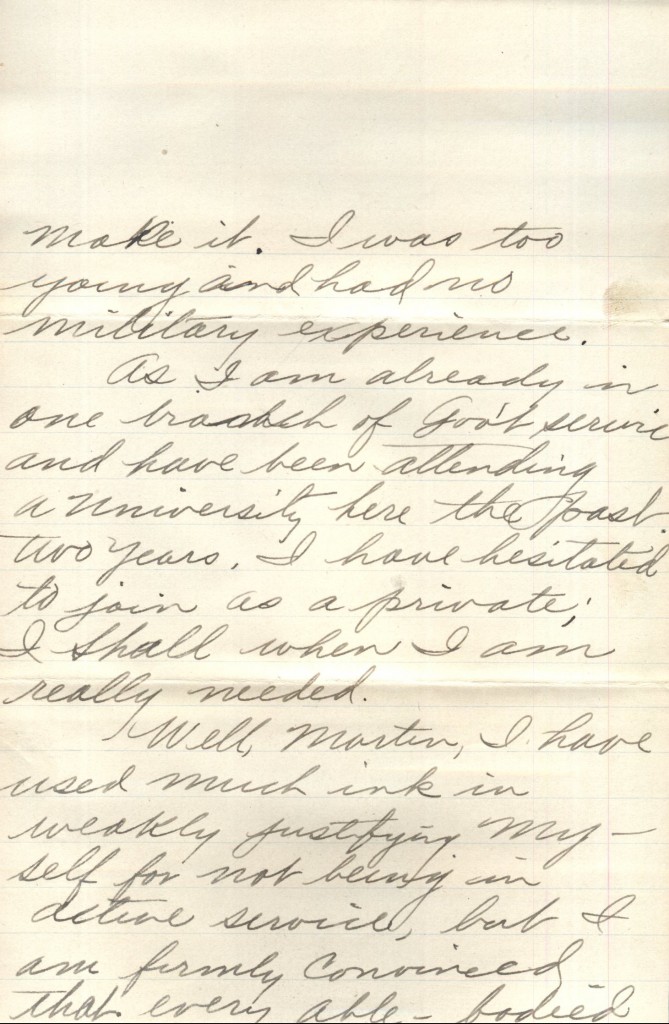 make it. I was too
young and had no
military experience.
As I am already in
one branch of Gov't servic
and have been attending
a University here the past
two years, I have hesitated
to join as a private;
I shall when I am
really needed.
Well, Martin, I have
used much ink in
weakly justifying my-
self for not being in
active service, but I
am firmly convinced
that every able-bodied